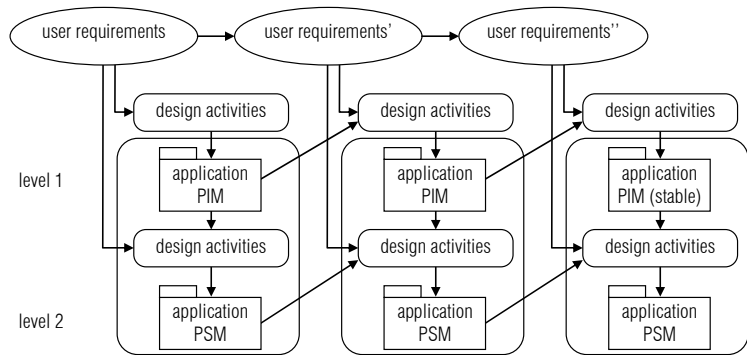 user requirements
user requirements'
user requirements''
design activities
design activities
design activities
level 1
application
PIM
application
PIM
application
PIM (stable)
design activities
design activities
design activities
level 2
application
PSM
application
PSM
application
PSM